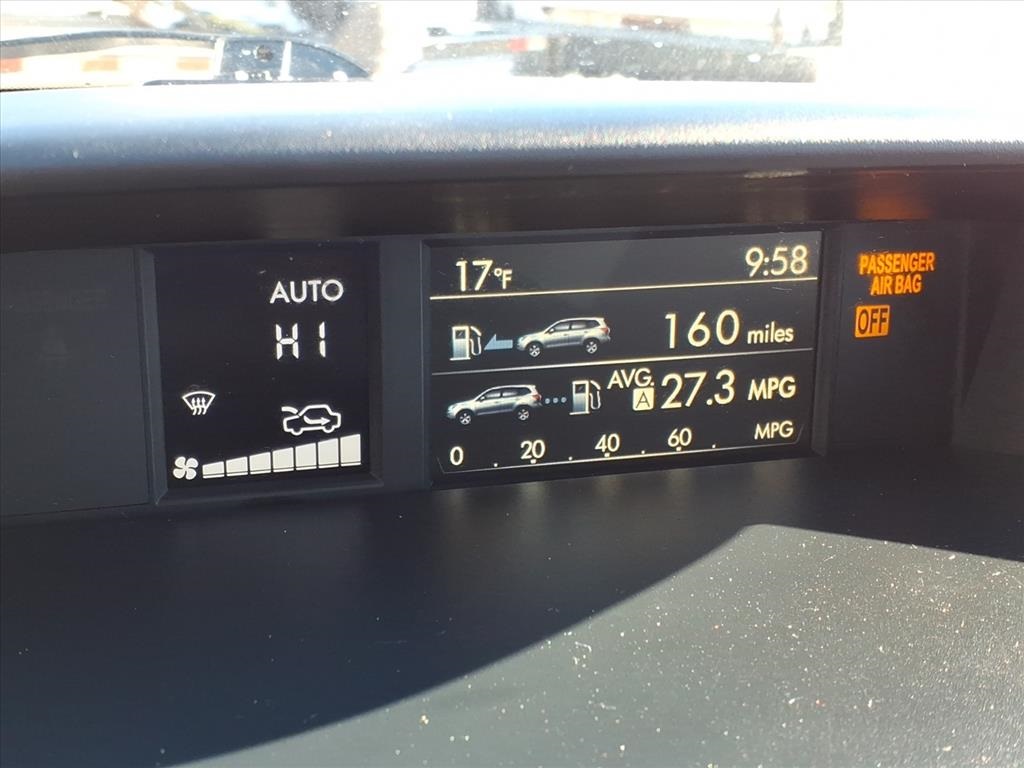 AUTO
HI
17°F
9:58
160 miles
AVG.
A
27.3 MPG
0 20 40 60 MPG
PASSENGER
AIR BAG
OFF